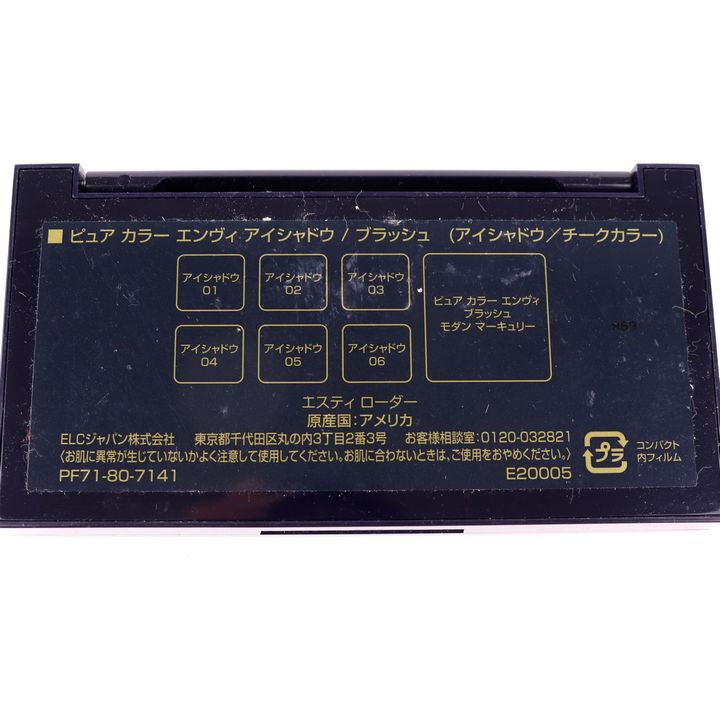 ■ ピュア カラー エンヴィ アイシャドウ / ブラッシュ (アイシャドウ/チークカラー)
アイシャドウ
01
アイシャドウ
02
アイシャドウ
03
アイシャドウ
04
アイシャドウ
05
アイシャドウ
06
ピュア カラー エンヴィ
ブラッシュ
モダン マーキュリー
エスティ ローダー
原産国:アメリカ
ELCジャパン株式会社 東京都千代田区丸の内3丁目2番3号 お客様相談室:0120-032821
〈お肌に異常が生じていないかよく注意して使用してください。お肌に合わないときは、ご使用をおやめください。〉
PF71-80-7141 E20005
プラ
コンパクト
内フィルム